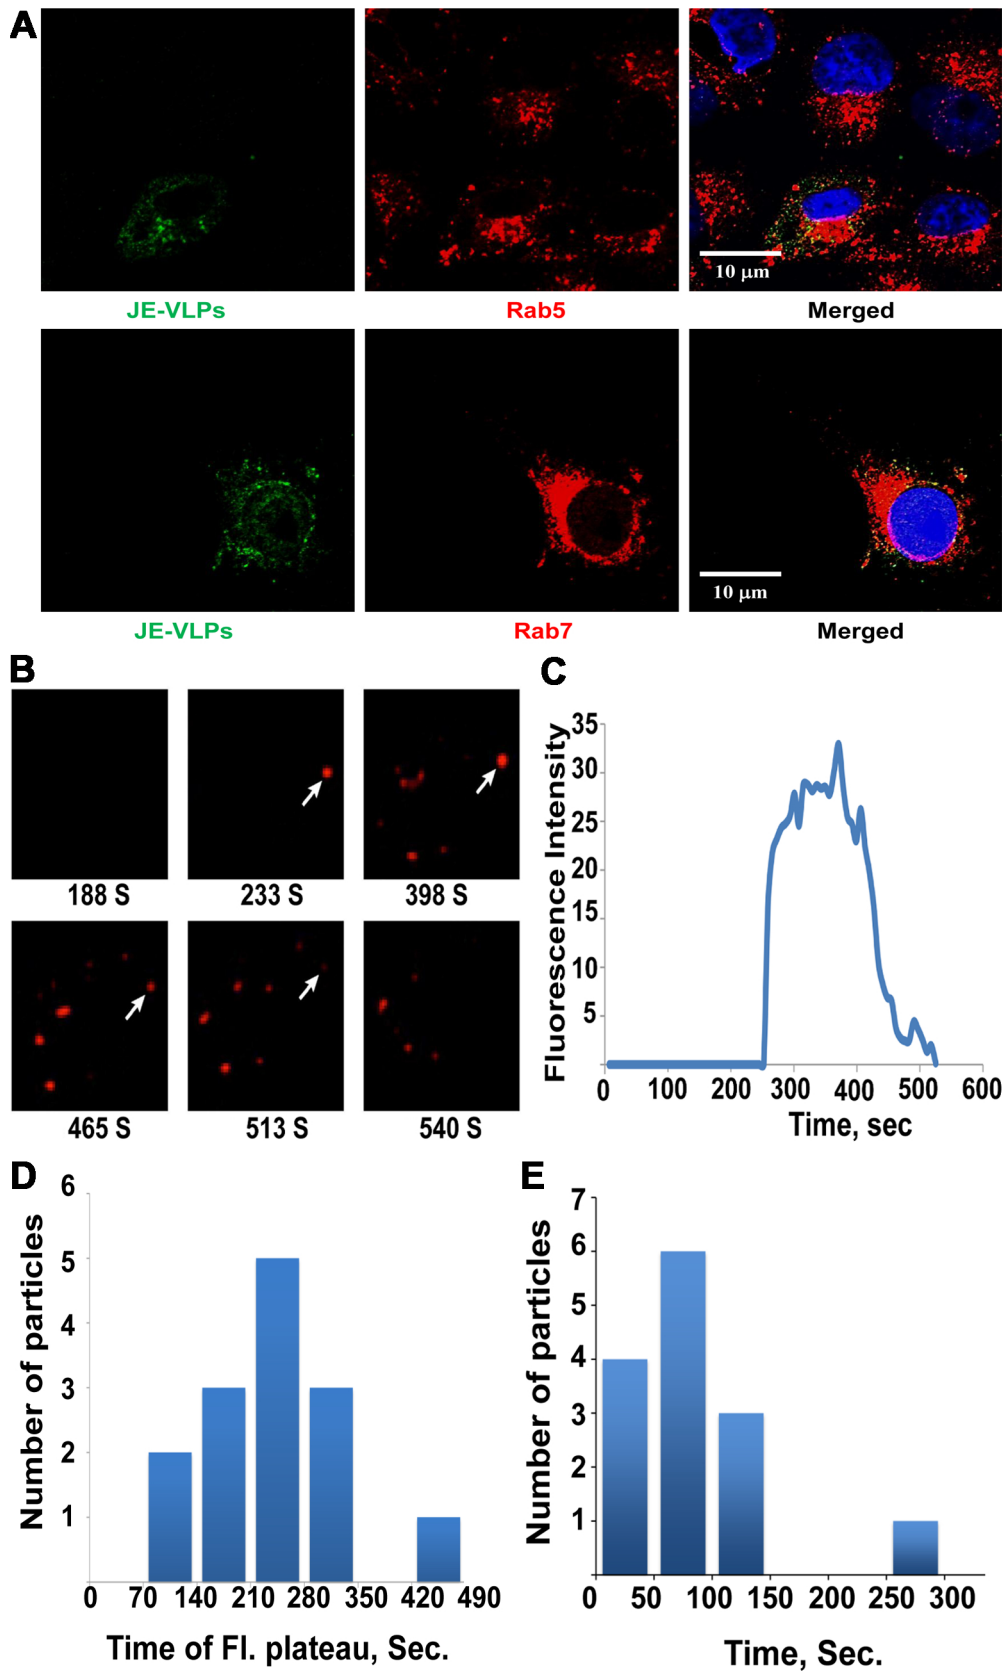 A
10 µm
JE-VLPs Rab5 Merged
10 µm
JE-VLPs Rab7 Merged
B
188 S 233 S 398 S
465 S 513 S 540 S
C
Fluorescence Intensity
35
30
25
20
15
10
5
0 100 200 300 400 500 600
Time, sec
D
Number of particles
6
5
4
3
2
1
0 70 140 210 280 350 420 490
Time of Fl. plateau, Sec.
E
Number of particles
7
6
5
4
3
2
1
0 50 100 150 200 250 300
Time, Sec.